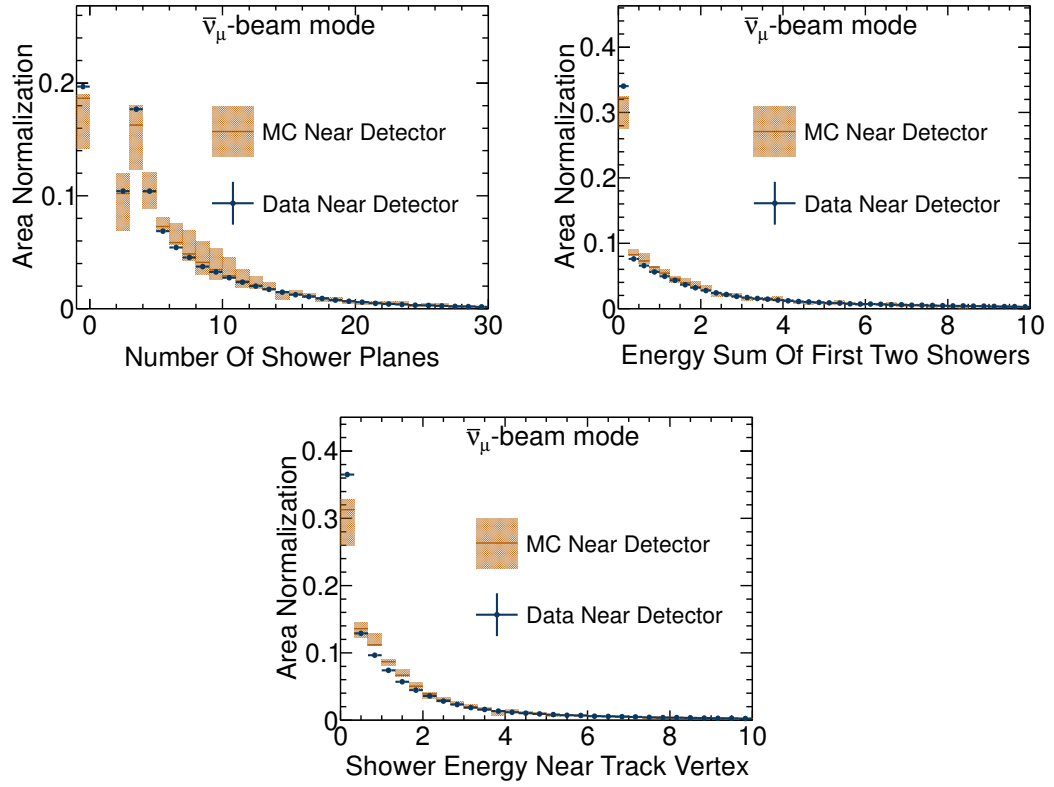 ν̅μ-beam mode
Area Normalization
0.2
0.1
0
MC Near Detector
Data Near Detector
0 10 20 30
Number Of Shower Planes
ν̅μ-beam mode
Area Normalization
0.4
0.3
0.2
0.1
0
MC Near Detector
Data Near Detector
0 2 4 6 8 10
Energy Sum Of First Two Showers
ν̅μ-beam mode
Area Normalization
0.4
0.3
0.2
0.1
0
MC Near Detector
Data Near Detector
0 2 4 6 8 10
Shower Energy Near Track Vertex